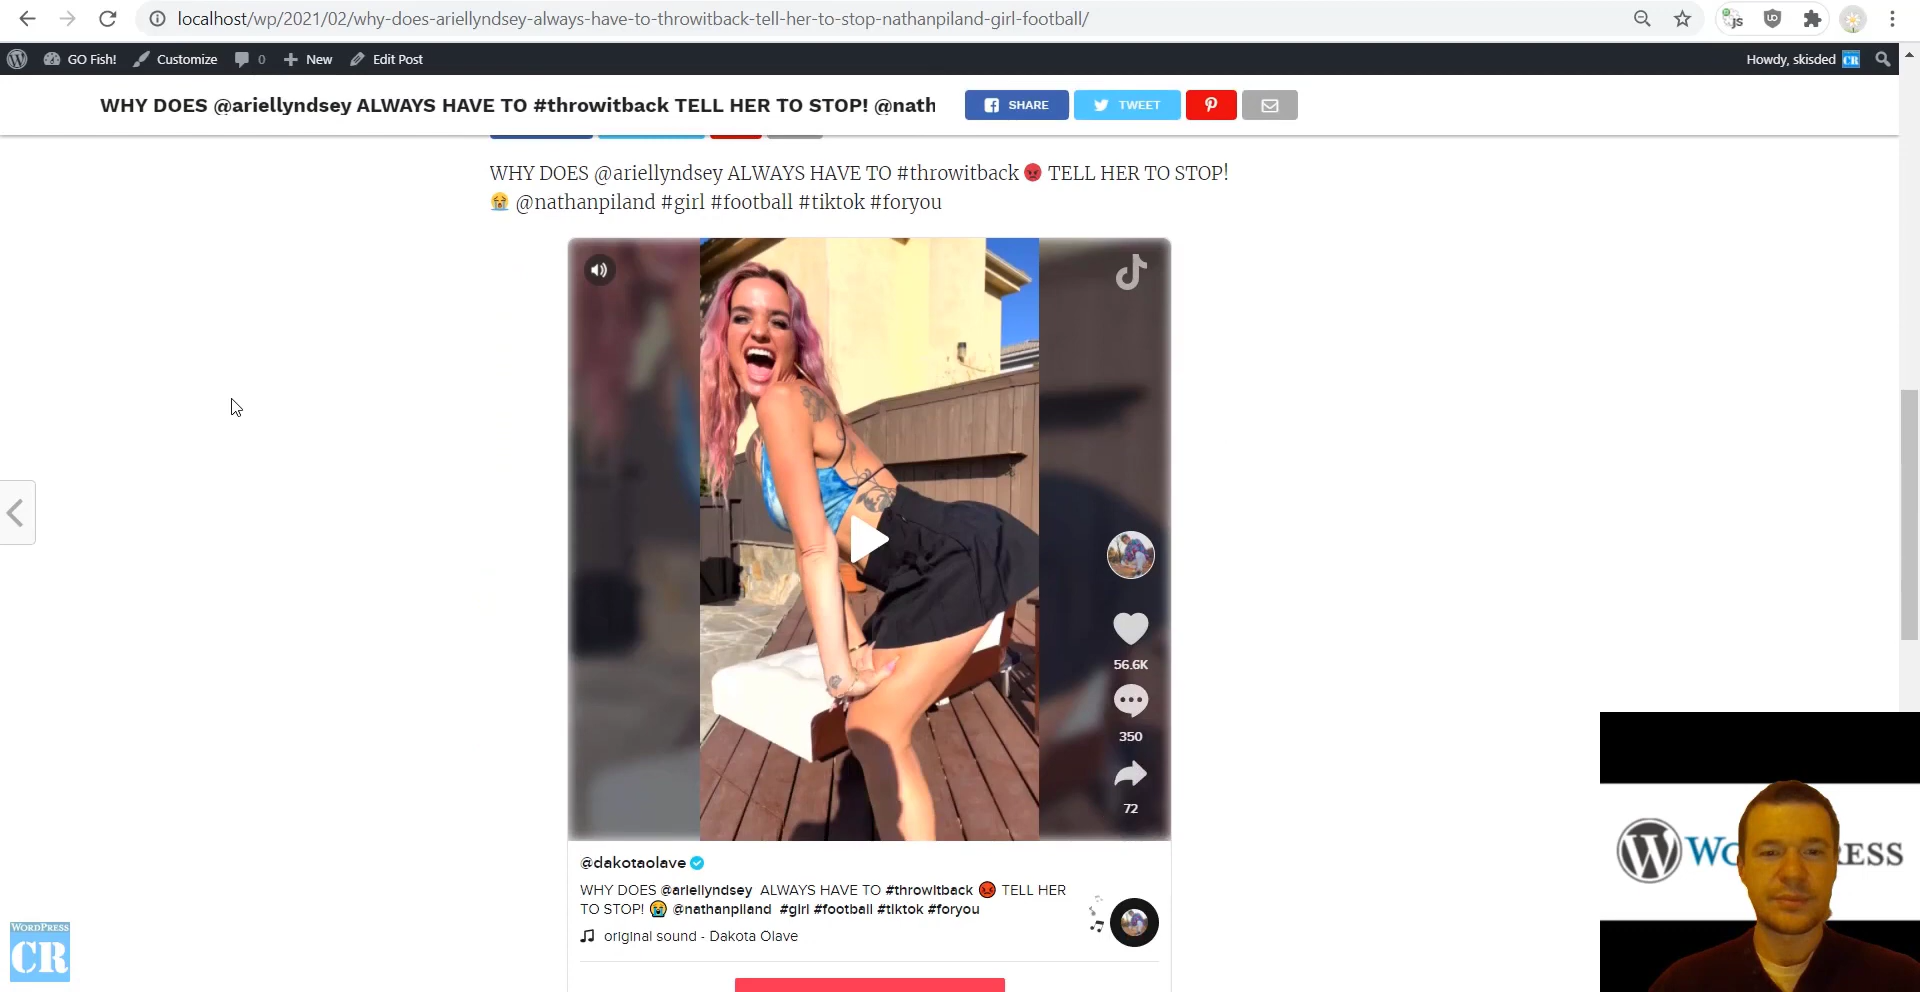 localhost/wp/2021/02/why-does-ariellyndsey-always-have-to-throwitback-tell-her-to-stop-nathanpiland-girl-football/
JS
GO Fish!
Customize
0
New
Edit Post
Howdy, skisded
CR
WHY DOES @ariellyndsey ALWAYS HAVE TO #throwitback TELL HER TO STOP! @nath
SHARE
TWEET
WHY DOES @ariellyndsey ALWAYS HAVE TO #throwitback 😡 TELL HER TO STOP!
😭 @nathanpiland #girl #football #tiktok #foryou
56.6K
350
72
@dakotaolave
WHY DOES @ariellyndsey ALWAYS HAVE TO #throwitback 😡 TELL HER
TO STOP! 😭 @nathanpiland #girl #football #tiktok #foryou
original sound - Dakota Olave
WORDPRESS
CR